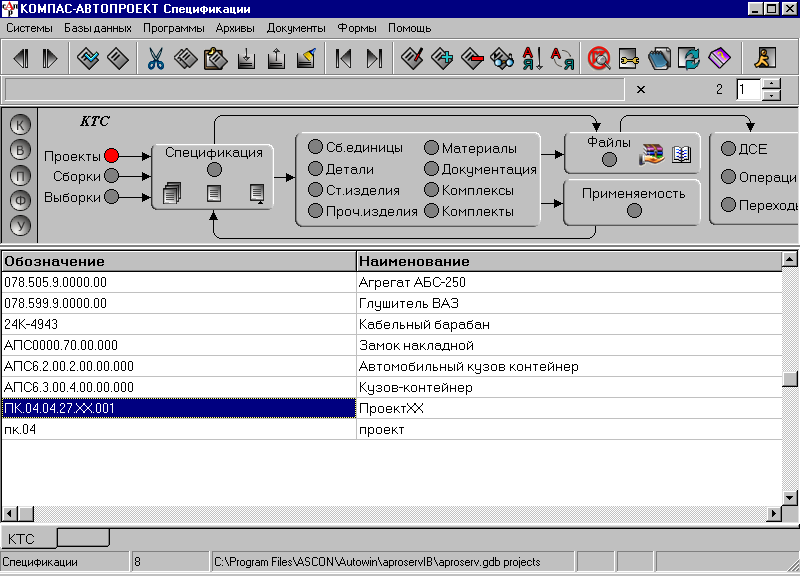 КОМПАС-АВТОПРОЕКТ Спецификации
Системы Базы данных Программы Архивы Документы Формы Помощь
× 2 1
КТС
К
В
П
Ф
У
Проекты
Сборки
Выборки
Спецификация
Сб.единицы
Детали
Ст.изделия
Проч.изделия
Материалы
Документация
Комплексы
Комплекты
Файлы
Применяемость
ДСЕ
Операци
Переходы
Обозначение Наименование
078.505.9.0000.00 Агрегат АБС-250
078.599.9.0000.00 Глушитель ВАЗ
24К-4943 Кабельный барабан
АПС0000.70.00.000 Замок накладной
АПС6.2.00.2.00.00.000 Автомобильный кузов контейнер
АПС6.3.00.4.00.00.000 Кузов-контейнер
ПК.04.04.27.XX.001 ПроектXX
пк.04 проект
КТС
Спецификации 8 C:\Program Files\ASCON\Autowin\aproservIB\aproserv.gdb projects